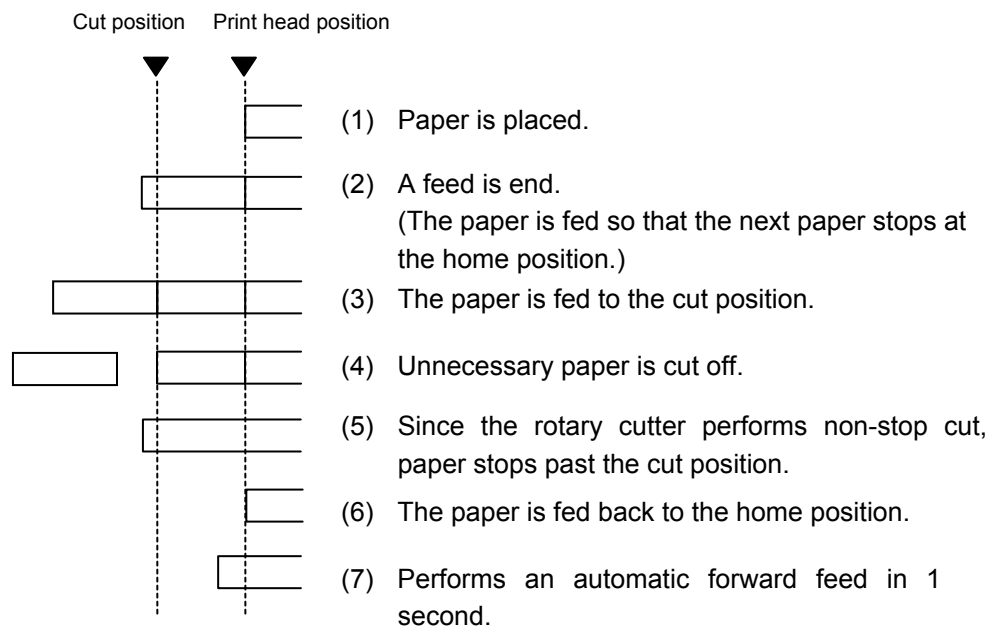 Cut position Print head position
(1) Paper is placed.
(2) A feed is end.
(The paper is fed so that the next paper stops at
the home position.)
(3) The paper is fed to the cut position.
(4) Unnecessary paper is cut off.
(5) Since the rotary cutter performs non-stop cut,
paper stops past the cut position.
(6) The paper is fed back to the home position.
(7) Performs an automatic forward feed in 1
second.